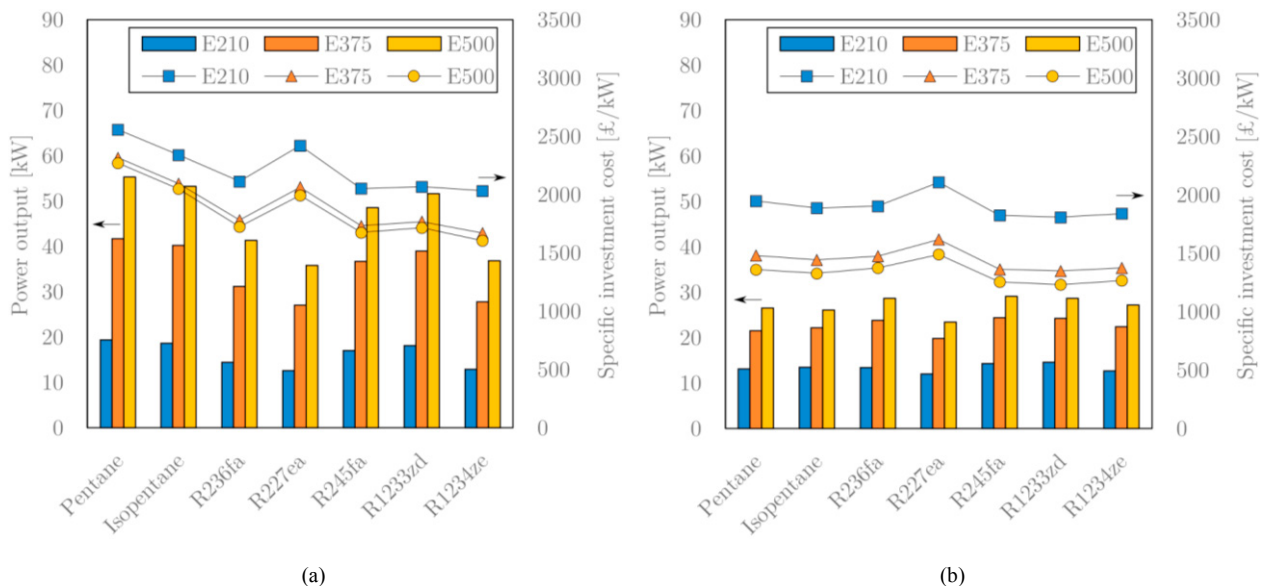 90
80
70
60
50
40
30
20
10
0
Power output [kW]
E210 E375 E500
E210 E375 E500
3500
3000
2500
2000
1500
1000
500
0
Specific investment cost [£/kW]
Pentane
Isopentane
R236fa
R227ea
R245fa
R1233zd
R1234ze
(a)
90
80
70
60
50
40
30
20
10
0
Power output [kW]
E210 E375 E500
E210 E375 E500
3500
3000
2500
2000
1500
1000
500
0
Specific investment cost [£/kW]
Pentane
Isopentane
R236fa
R227ea
R245fa
R1233zd
R1234ze
(b)